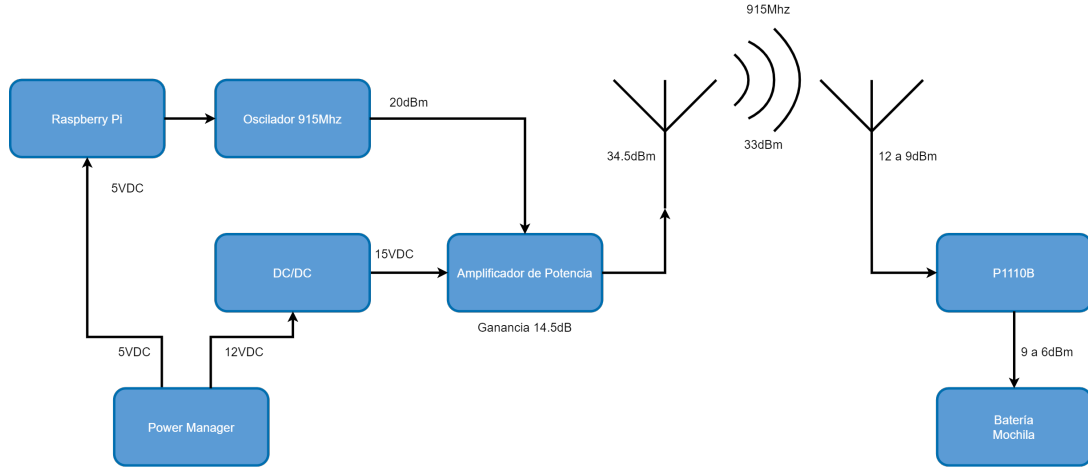 915Mhz
Raspberry Pi
Oscilador 915Mhz
20dBm
34.5dBm
33dBm
12 a 9dBm
5VDC
DC/DC
15VDC
Amplificador de Potencia
P1110B
Ganancia 14.5dB
5VDC
12VDC
9 a 6dBm
Power Manager
Batería
Mochila